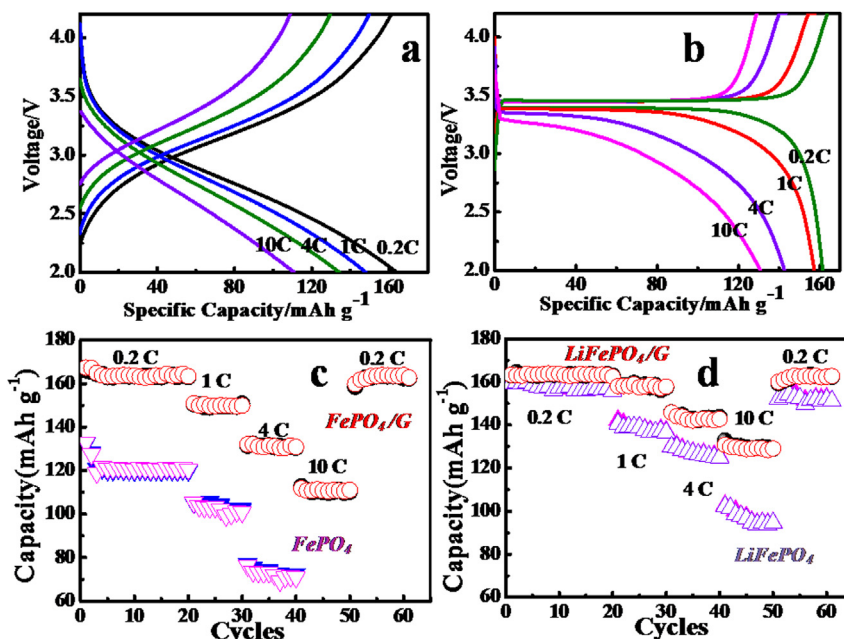 a
4.0
3.5
3.0
2.5
2.0
Voltage/V
10C 4C 1C 0.2C
0 40 80 120 160
Specific Capacity/mAh g⁻¹
b
4.0
3.5
3.0
2.5
2.0
Voltage/V
0.2C
1C
4C
10C
0 40 80 120 160
Specific Capacity/mAh g⁻¹
c
180
160
140
120
100
80
60
Capacity(mAh g⁻¹)
0.2 C
0.2 C
1 C
FePO₄/G
4 C
10 C
FePO₄
0 10 20 30 40 50 60
Cycles
d
180
160
140
120
100
80
60
Capacity(mAh g⁻¹)
LiFePO₄/G
0.2 C
0.2 C
10 C
1 C
4 C
LiFePO₄
0 10 20 30 40 50 60
Cycles